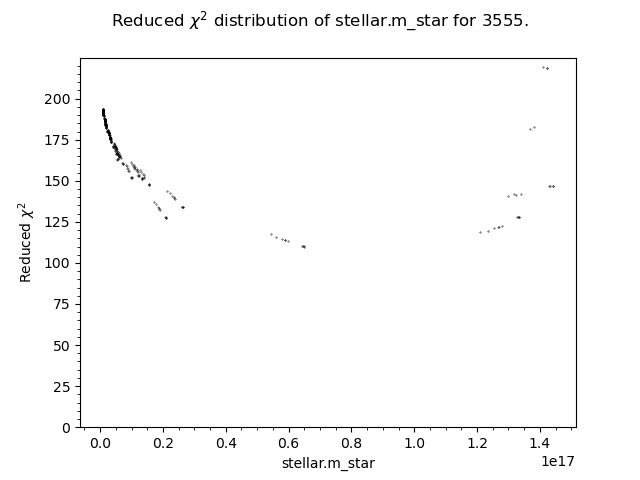 Reduced χ² distribution of stellar.m_star for 3555.
200
175
150
125
100
75
50
25
0
Reduced χ²
0.0 0.2 0.4 0.6 0.8 1.0 1.2 1.4
1e17
stellar.m_star